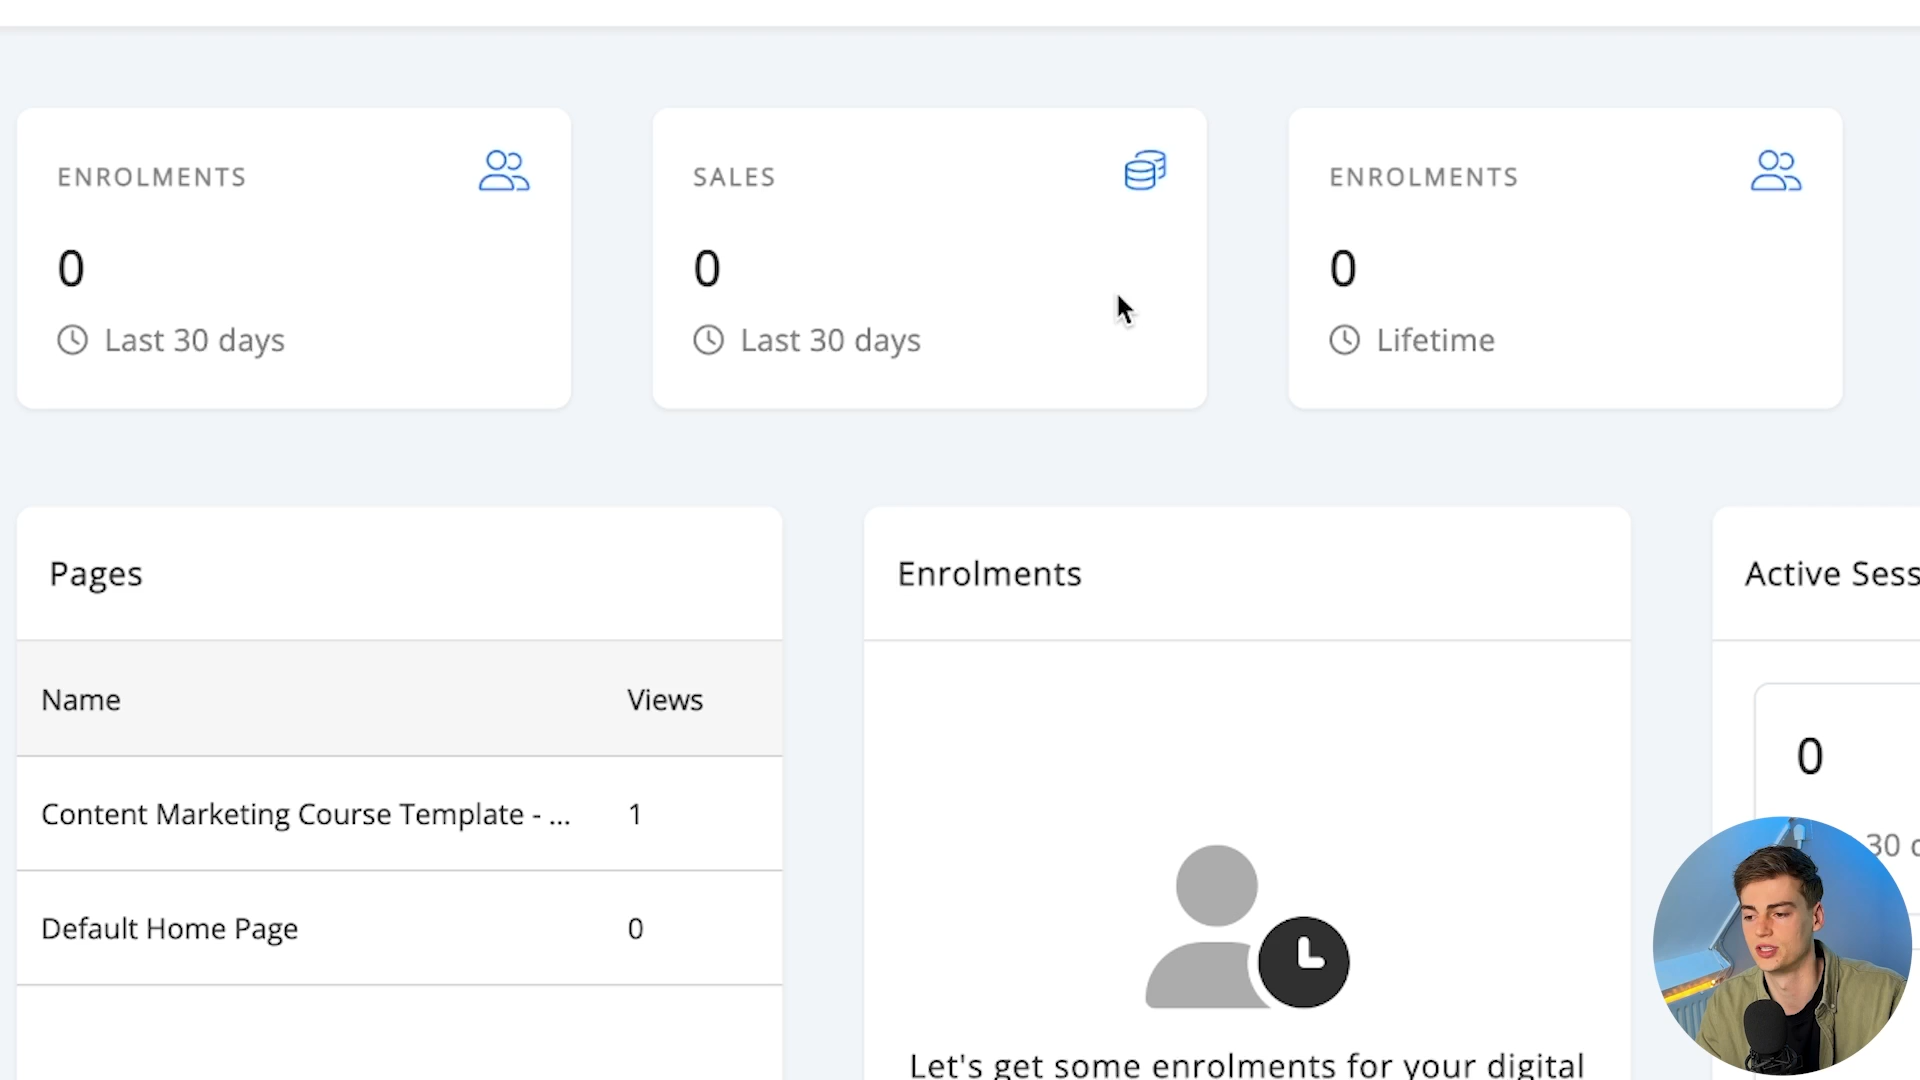 ENROLMENTS
0
Last 30 days
SALES
0
Last 30 days
ENROLMENTS
0
Lifetime
Pages
Name Views
Content Marketing Course Template - ... 1
Default Home Page 0
Enrolments
Let's get some enrolments for your digital
Active Sess
0
30 d